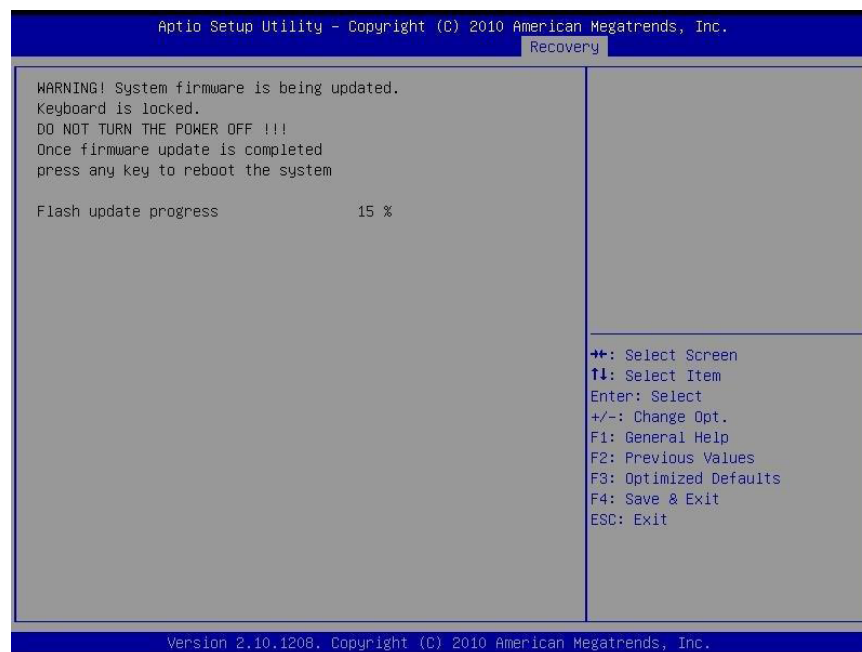 Aptio Setup Utility – Copyright (C) 2010 American Megatrends, Inc.
Recovery
WARNING! System firmware is being updated.
Keyboard is locked.
DO NOT TURN THE POWER OFF !!!
Once firmware update is completed
press any key to reboot the system
Flash update progress 15 %
→←: Select Screen
↑↓: Select Item
Enter: Select
+/-: Change Opt.
F1: General Help
F2: Previous Values
F3: Optimized Defaults
F4: Save & Exit
ESC: Exit
Version 2.10.1208. Copyright (C) 2010 American Megatrends, Inc.